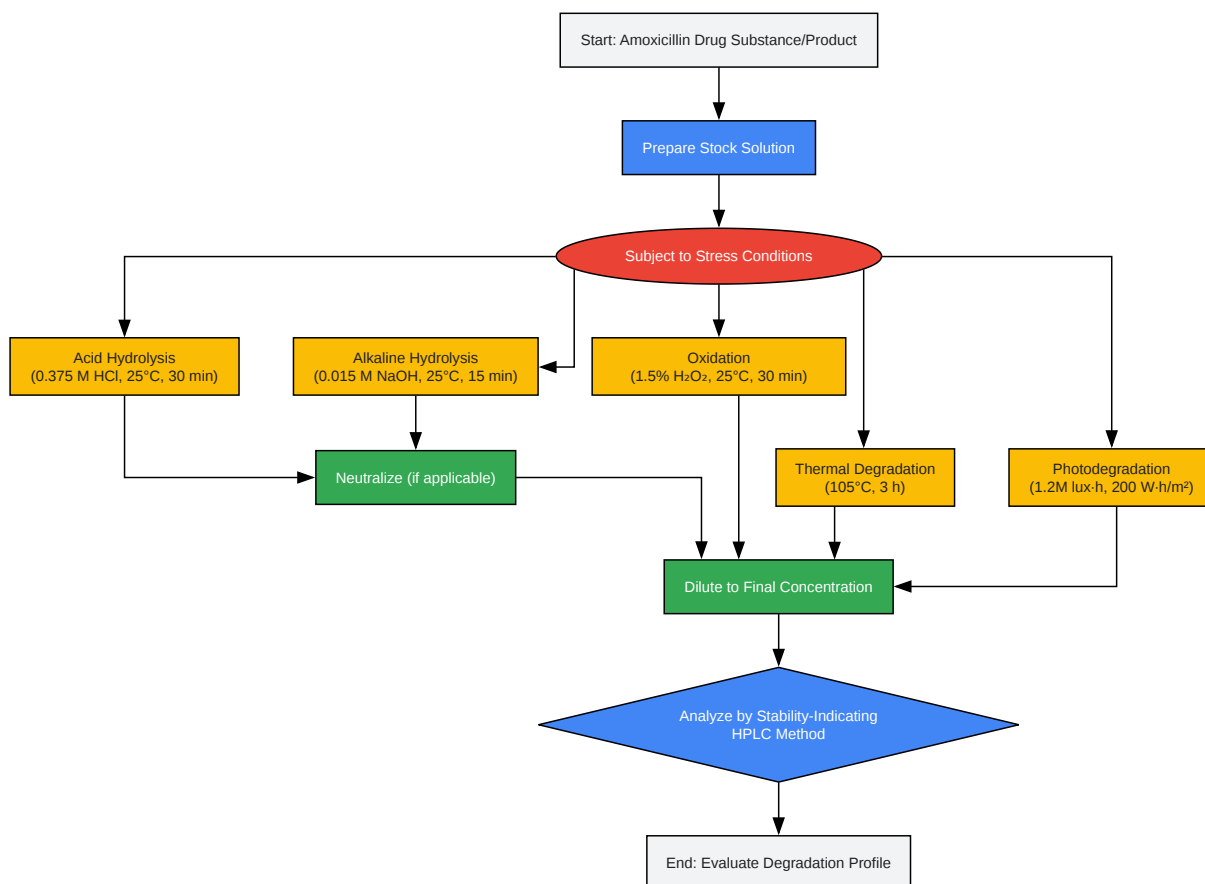 Start: Amoxicillin Drug Substance/Product
Prepare Stock Solution
Subject to Stress Conditions
Acid Hydrolysis
(0.375 M HCl, 25°C, 30 min)
Alkaline Hydrolysis
(0.015 M NaOH, 25°C, 15 min)
Oxidation
(1.5% H₂O₂, 25°C, 30 min)
Thermal Degradation
(105°C, 3 h)
Photodegradation
(1.2M lux·h, 200 W·h/m²)
Neutralize (if applicable)
Dilute to Final Concentration
Analyze by Stability-Indicating
HPLC Method
End: Evaluate Degradation Profile